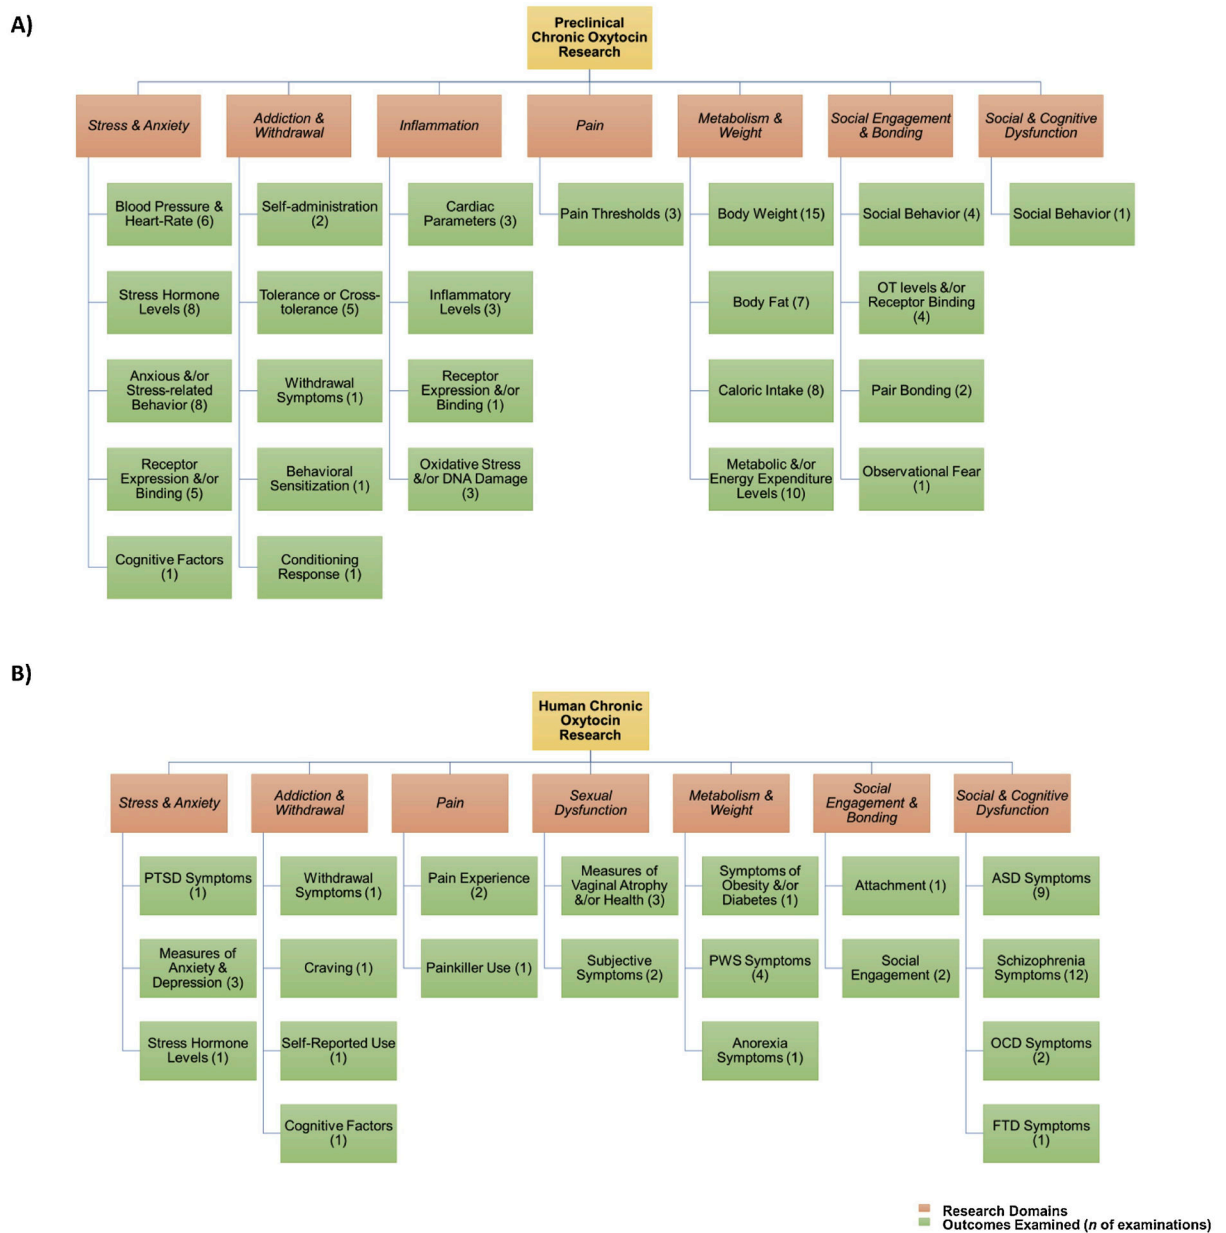 A)
Preclinical
Chronic Oxytocin
Research
Stress & Anxiety
Addiction &
Withdrawal
Inflammation
Pain
Metabolism &
Weight
Social Engagement
& Bonding
Social & Cognitive
Dysfunction
Blood Pressure &
Heart-Rate (6)
Self-administration
(2)
Cardiac
Parameters (3)
Pain Thresholds (3)
Body Weight (15)
Social Behavior (4)
Social Behavior (1)
Stress Hormone
Levels (8)
Tolerance or Cross-
tolerance (5)
Inflammatory
Levels (3)
Body Fat (7)
OT levels &/or
Receptor Binding
(4)
Anxious &/or
Stress-related
Behavior (8)
Withdrawal
Symptoms (1)
Receptor
Expression &/or
Binding (1)
Caloric Intake (8)
Pair Bonding (2)
Receptor
Expression &/or
Binding (5)
Behavioral
Sensitization (1)
Oxidative Stress
&/or DNA Damage
(3)
Metabolic &/or
Energy Expenditure
Levels (10)
Observational Fear
(1)
Cognitive Factors
(1)
Conditioning
Response (1)
B)
Human Chronic
Oxytocin
Research
Stress & Anxiety
Addiction &
Withdrawal
Pain
Sexual
Dysfunction
Metabolism &
Weight
Social
Engagement &
Bonding
Social & Cognitive
Dysfunction
PTSD Symptoms
(1)
Withdrawal
Symptoms (1)
Pain Experience
(2)
Measures of
Vaginal Atrophy
&/or Health (3)
Symptoms of
Obesity &/or
Diabetes (1)
Attachment (1)
ASD Symptoms
(9)
Measures of
Anxiety &
Depression (3)
Craving (1)
Painkiller Use (1)
Subjective
Symptoms (2)
PWS Symptoms
(4)
Social
Engagement (2)
Schizophrenia
Symptoms (12)
Stress Hormone
Levels (1)
Self-Reported Use
(1)
Anorexia
Symptoms (1)
OCD Symptoms
(2)
Cognitive Factors
(1)
FTD Symptoms
(1)
Research Domains
Outcomes Examined (n of examinations)